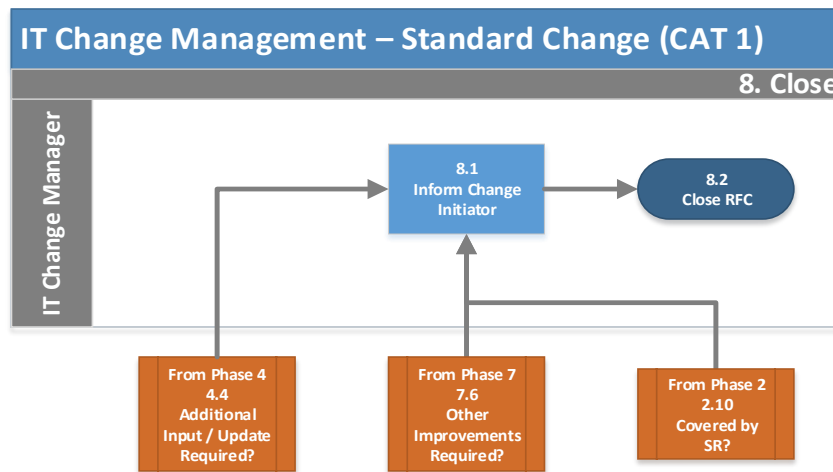 IT Change Management – Standard Change (CAT 1)
8. Close
IT Change Manager
8.1
Inform Change
Initiator
8.2
Close RFC
From Phase 4
4.4
Additional
Input / Update
Required?
From Phase 7
7.6
Other
Improvements
Required?
From Phase 2
2.10
Covered by
SR?